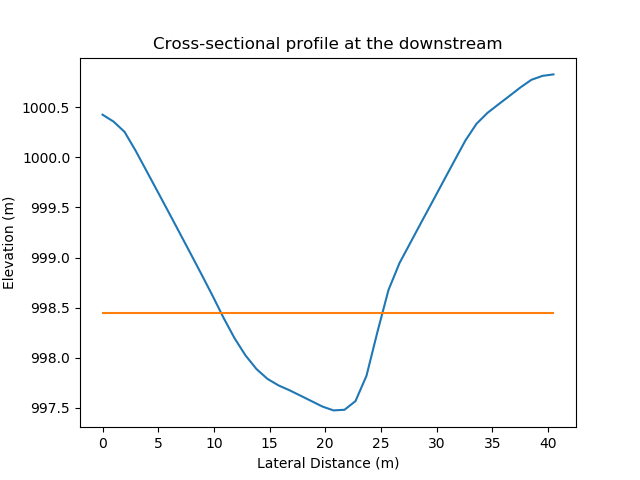 Cross-sectional profile at the downstream
Elevation (m)
1000.5
1000.0
999.5
999.0
998.5
998.0
997.5
0 5 10 15 20 25 30 35 40
Lateral Distance (m)